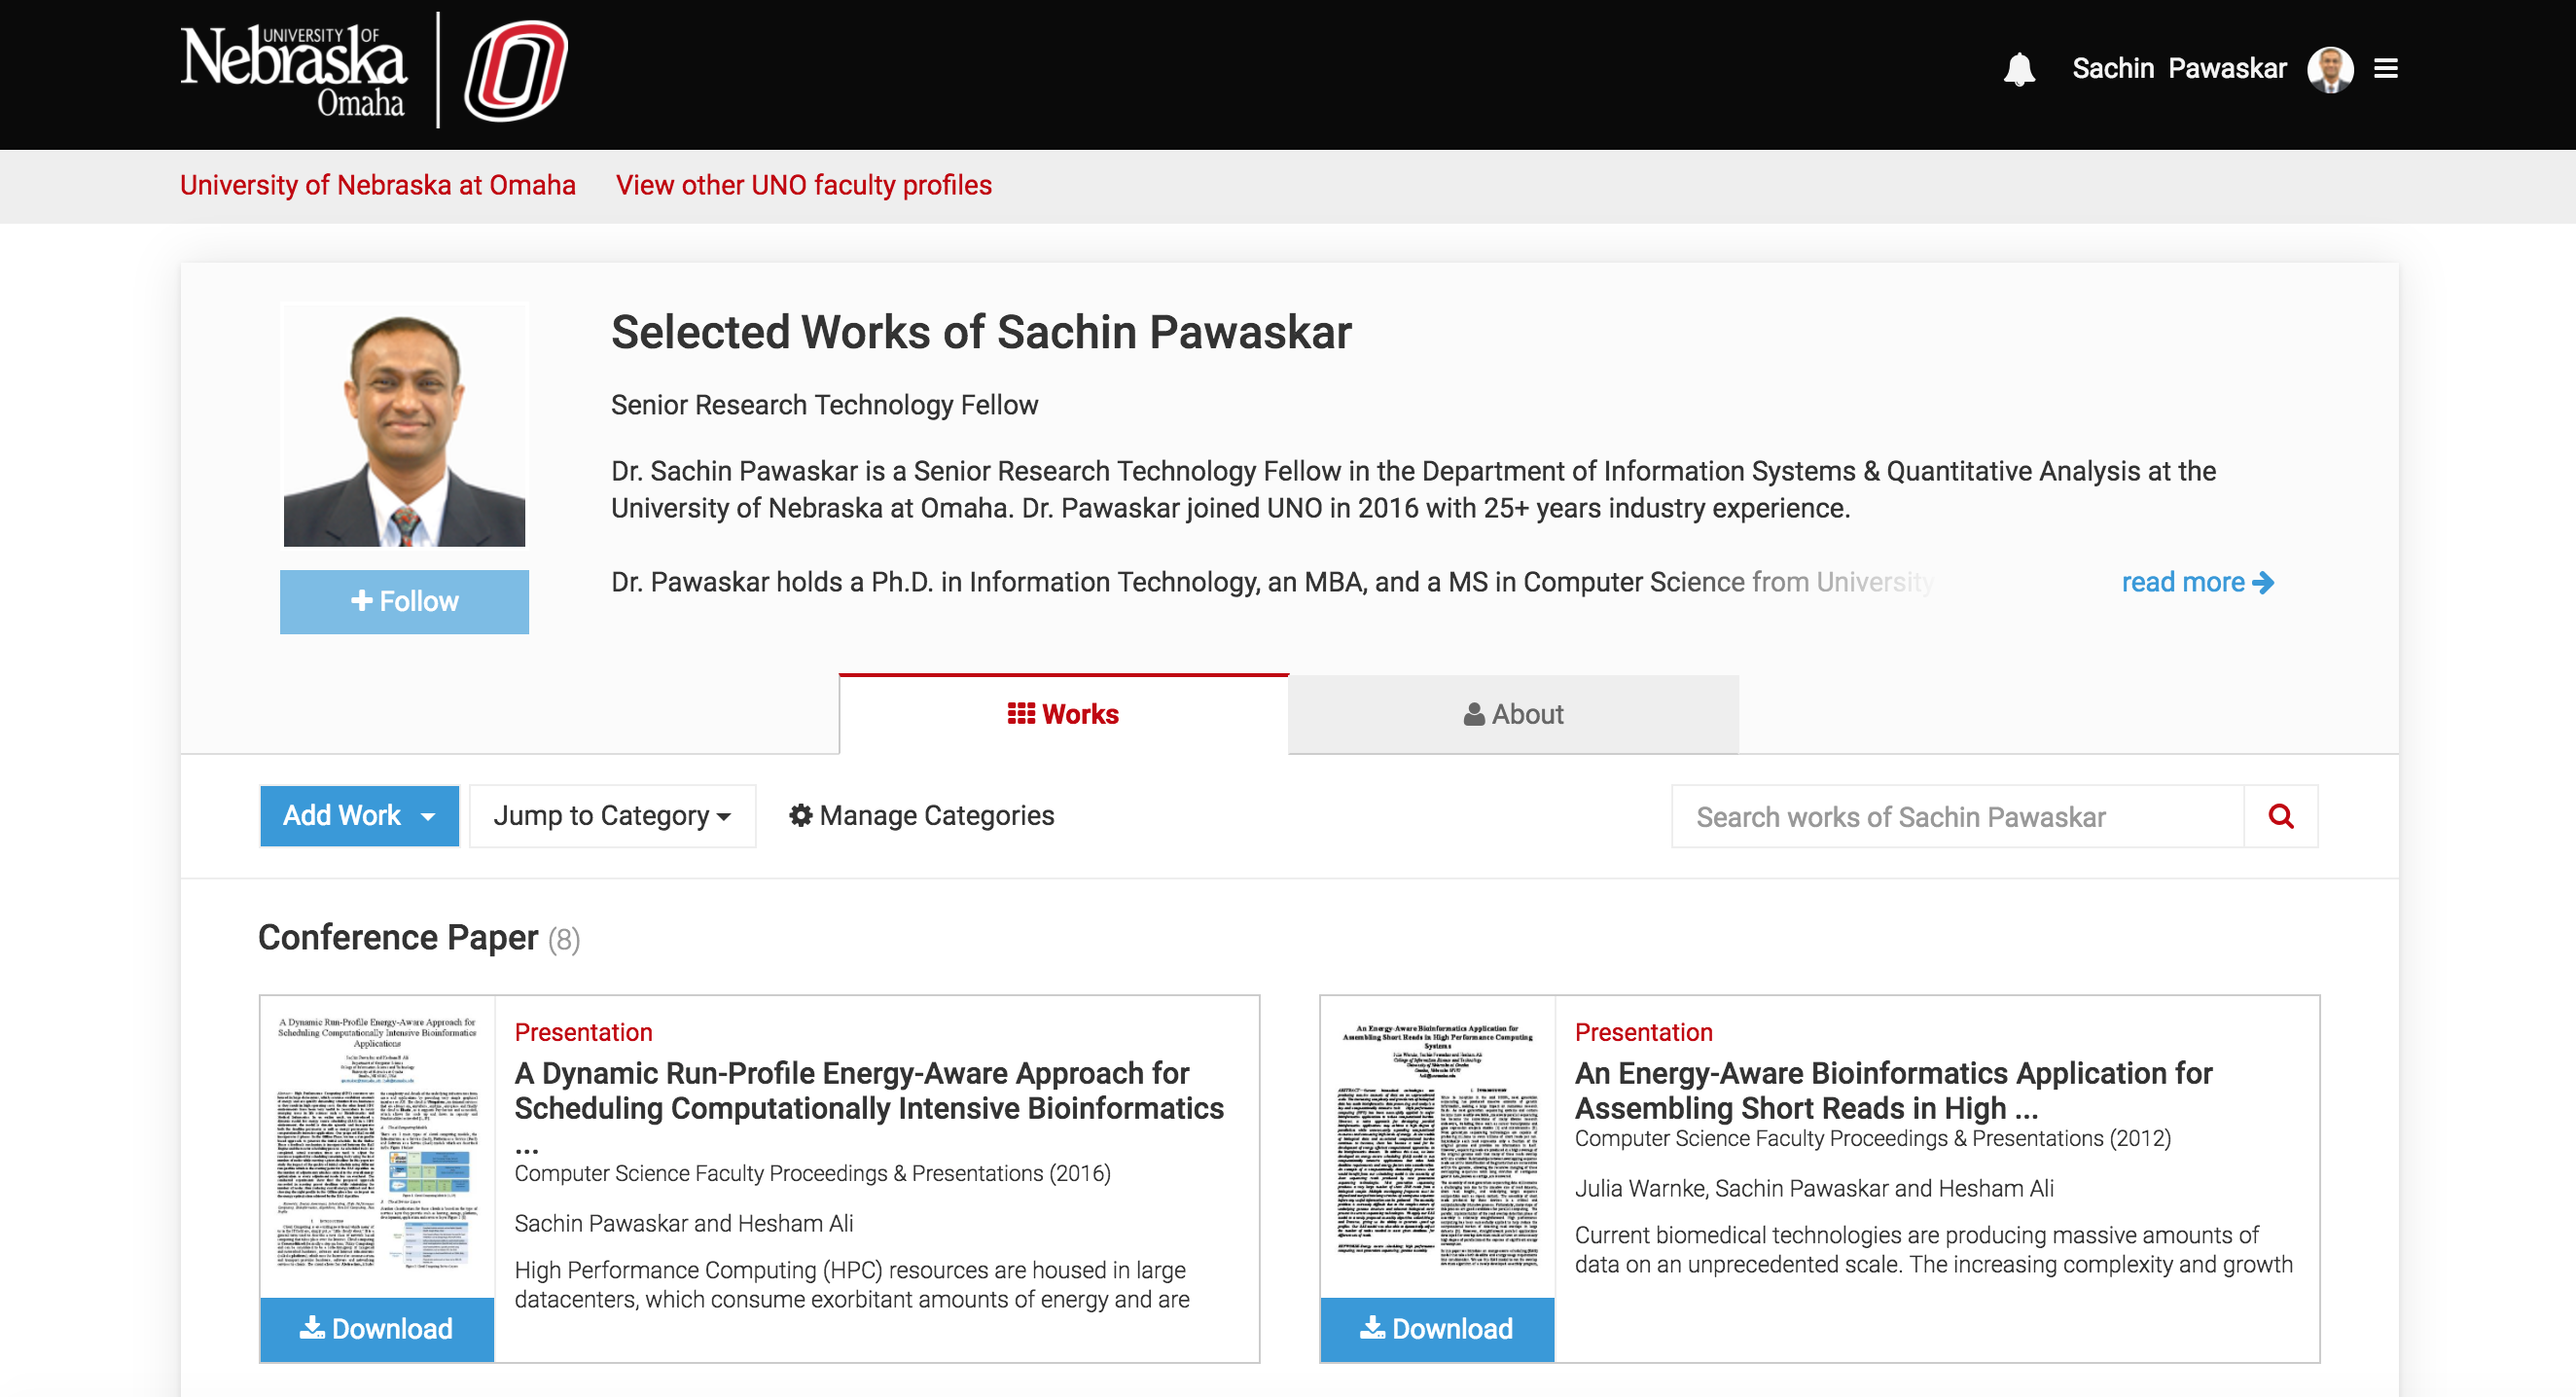 UNIVERSITY OF
Nebraska
Omaha
Sachin Pawaskar
University of Nebraska at Omaha
View other UNO faculty profiles
Selected Works of Sachin Pawaskar
Senior Research Technology Fellow
Dr. Sachin Pawaskar is a Senior Research Technology Fellow in the Department of Information Systems & Quantitative Analysis at the
University of Nebraska at Omaha. Dr. Pawaskar joined UNO in 2016 with 25+ years industry experience.
Dr. Pawaskar holds a Ph.D. in Information Technology, an MBA, and a MS in Computer Science from University
read more
Follow
Works
About
Add Work
Jump to Category
Manage Categories
Search works of Sachin Pawaskar
Conference Paper (8)
A Dynamic Run-Profile Energy-Aware Approach for
Scheduling Computationally Intensive Bioinformatics
Applications
Download
Presentation
A Dynamic Run-Profile Energy-Aware Approach for
Scheduling Computationally Intensive Bioinformatics
...
Computer Science Faculty Proceedings & Presentations (2016)
Sachin Pawaskar and Hesham Ali
High Performance Computing (HPC) resources are housed in large
datacenters, which consume exorbitant amounts of energy and are
An Energy-Aware Bioinformatics Application for
Assembling Short Reads in High Performance Computing
Systems
Download
Presentation
An Energy-Aware Bioinformatics Application for
Assembling Short Reads in High ...
Computer Science Faculty Proceedings & Presentations (2012)
Julia Warnke, Sachin Pawaskar and Hesham Ali
Current biomedical technologies are producing massive amounts of
data on an unprecedented scale. The increasing complexity and growth